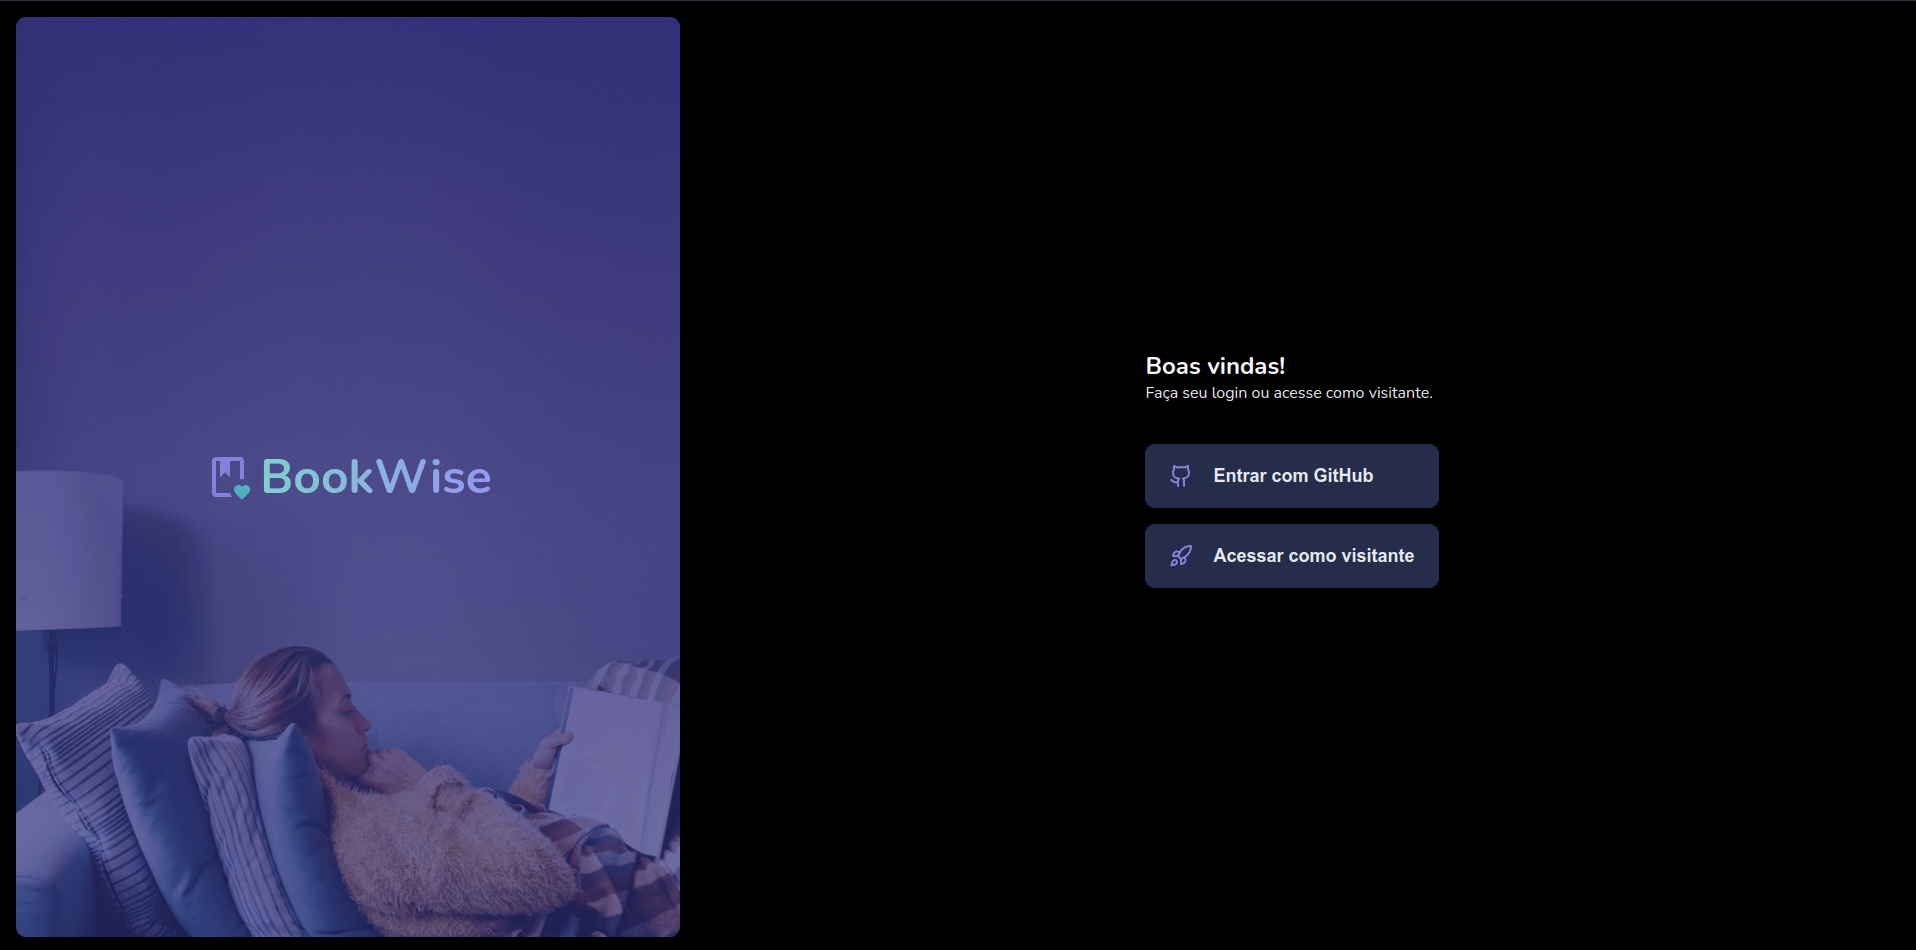 BookWise
Boas vindas!
Faça seu login ou acesse como visitante.
Entrar com GitHub
Acessar como visitante